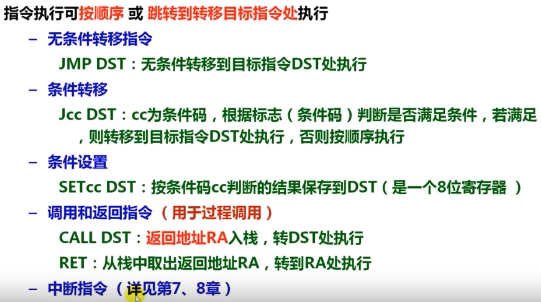 指令执行可按顺序 或 跳转到转移目标指令处执行
– 无条件转移指令
JMP DST：无条件转移到目标指令DST处执行
– 条件转移
Jcc DST：cc为条件码，根据标志（条件码）判断是否满足条件，若满足
，则转移到目标指令DST处执行，否则按顺序执行
– 条件设置
SETcc DST：按条件码cc判断的结果保存到DST（是一个8位寄存器 ）
– 调用和返回指令 （用于过程调用）
CALL DST：返回地址RA入栈，转DST处执行
RET：从栈中取出返回地址RA，转到RA处执行
– 中断指令 （详见第7、8章）